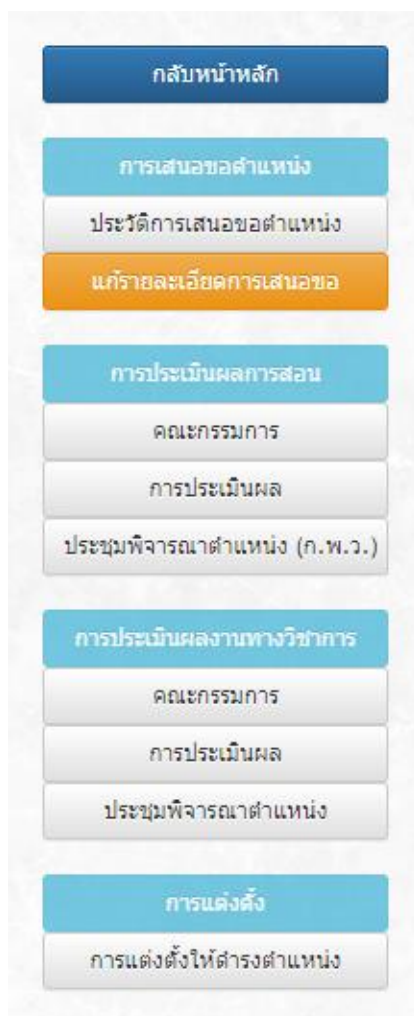 กลับหน้าหลัก
การเสนอขอตำแหน่ง
ประวัติการเสนอขอตำแหน่ง
แก้รายละเอียดการเสนอขอ
การประเมินผลการสอน
คณะกรรมการ
การประเมินผล
ประชุมพิจารณาตำแหน่ง (ก.พ.ว.)
การประเมินผลงานทางวิชาการ
คณะกรรมการ
การประเมินผล
ประชุมพิจารณาตำแหน่ง
การแต่งตั้ง
การแต่งตั้งให้ดำรงตำแหน่ง